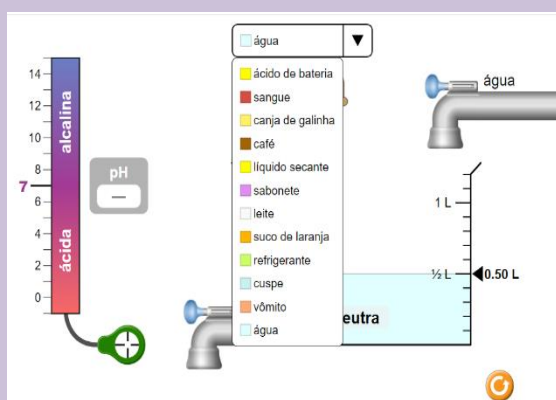 água
ácido de bateria
sangue
canja de galinha
café
líquido secante
sabonete
leite
suco de laranja
refrigerante
cuspe
vômito
água
água
14
12
10
8
7
6
4
2
0
alcalina
ácida
pH
—
1 L
½ L
0.50 L
eutra